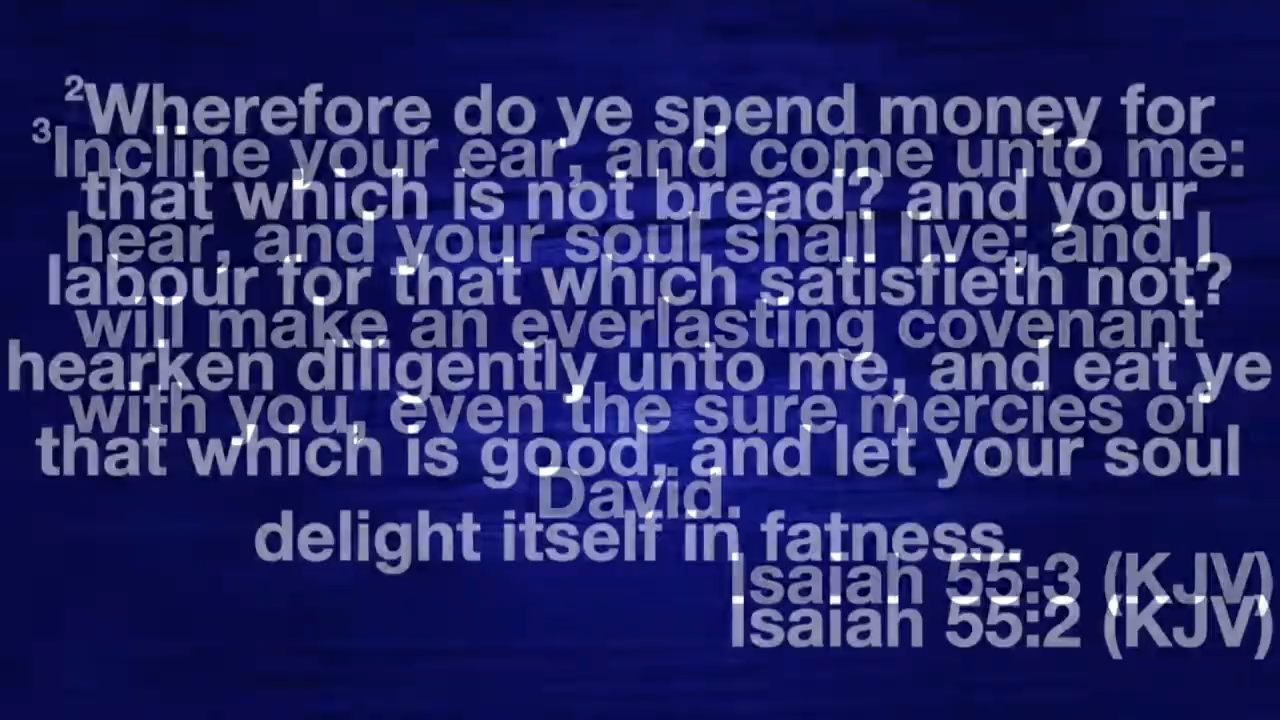 ²Wherefore do ye spend money for
³Incline your ear, and come unto me:
that which is not bread? and your
hear, and your soul shall live; and I
labour for that which satisfieth not?
will make an everlasting covenant
hearken diligently unto me, and eat ye
with you, even the sure mercies of
that which is good, and let your soul
David.
delight itself in fatness.
Isaiah 55:3 (KJV)
Isaiah 55:2 (KJV)